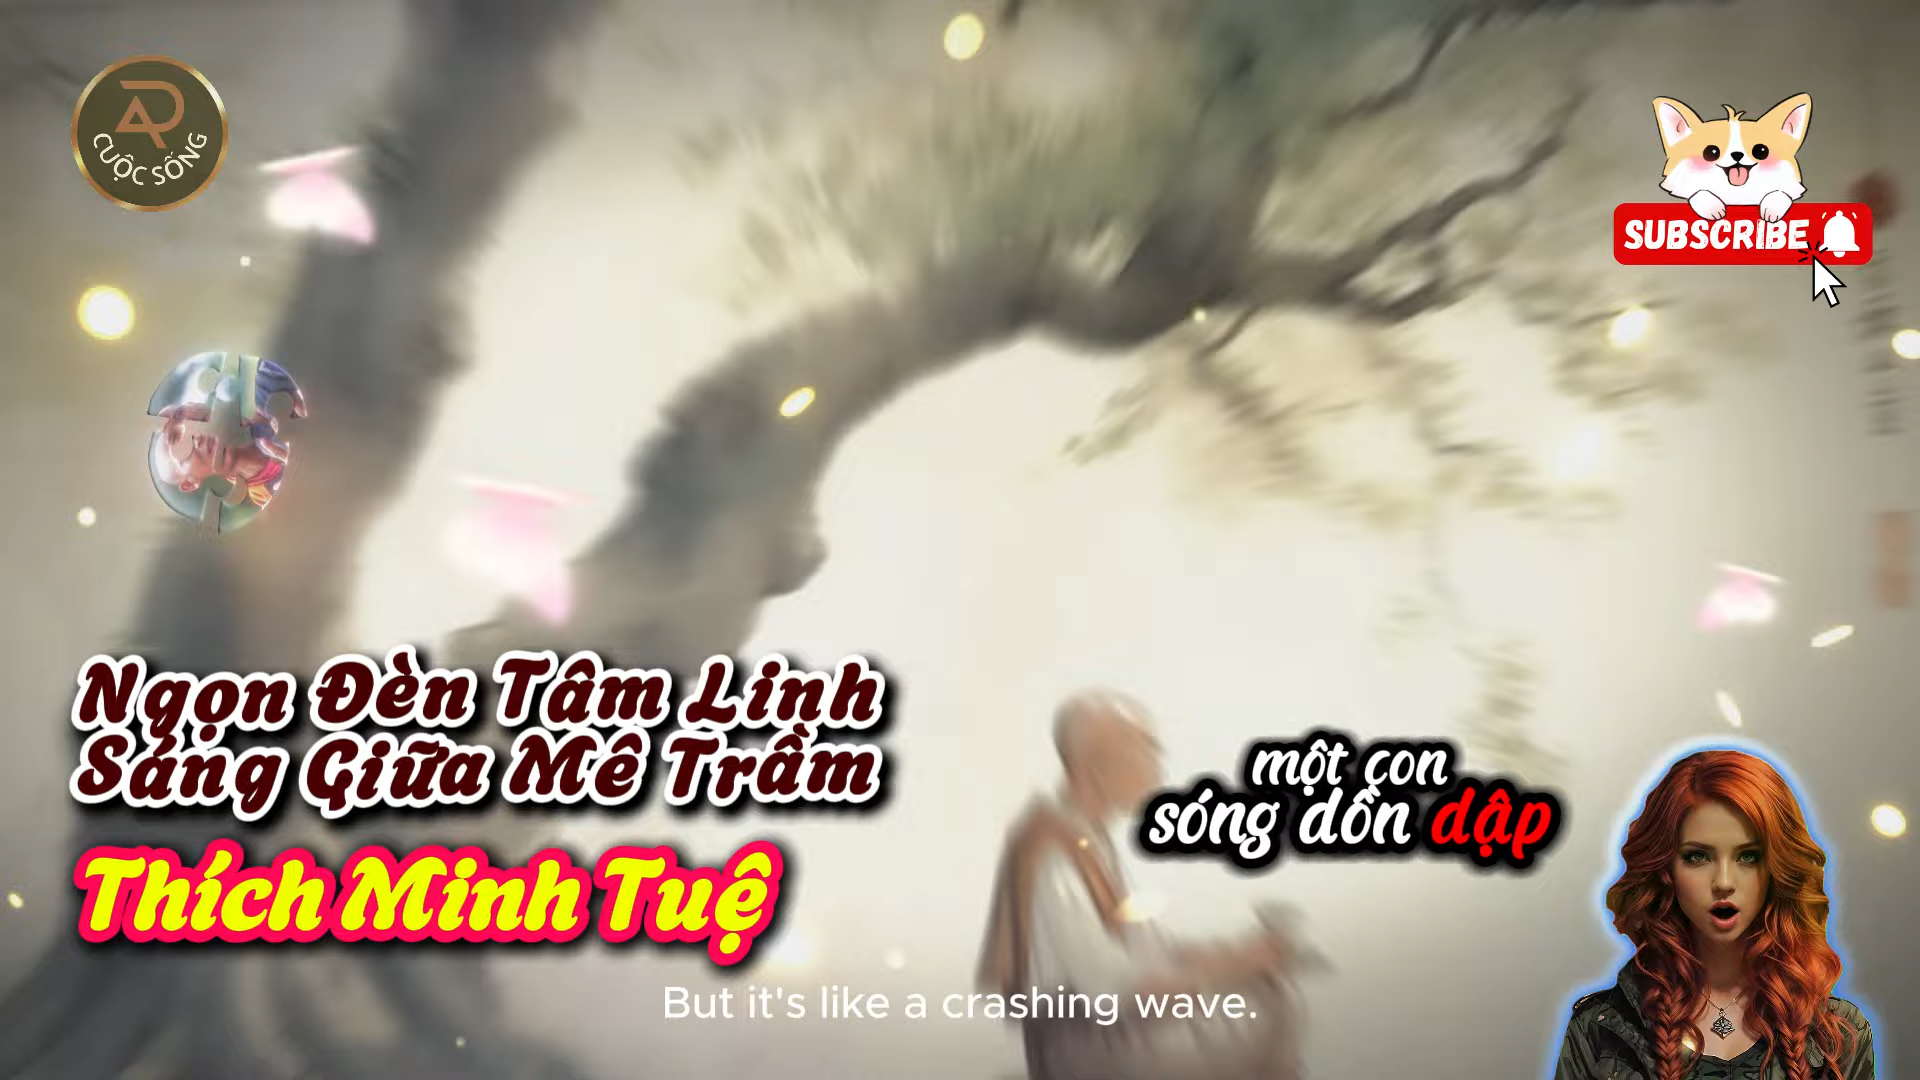 CUỘC SỐNG
SUBSCRIBE
Ngọn Đèn Tâm Linh
Sáng Giữa Mê Trầm
Thích Minh Tuệ
một con
sóng dồn dập
But it's like a crashing wave.